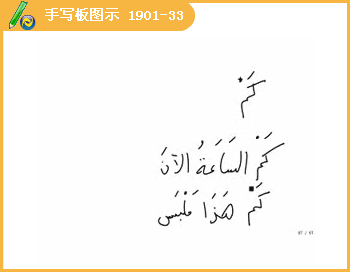 手写板图示 1901-33
كَمْ
كَمْ السَاعَةُ الآنَ
كَمْ هَذَا مَلْبَس